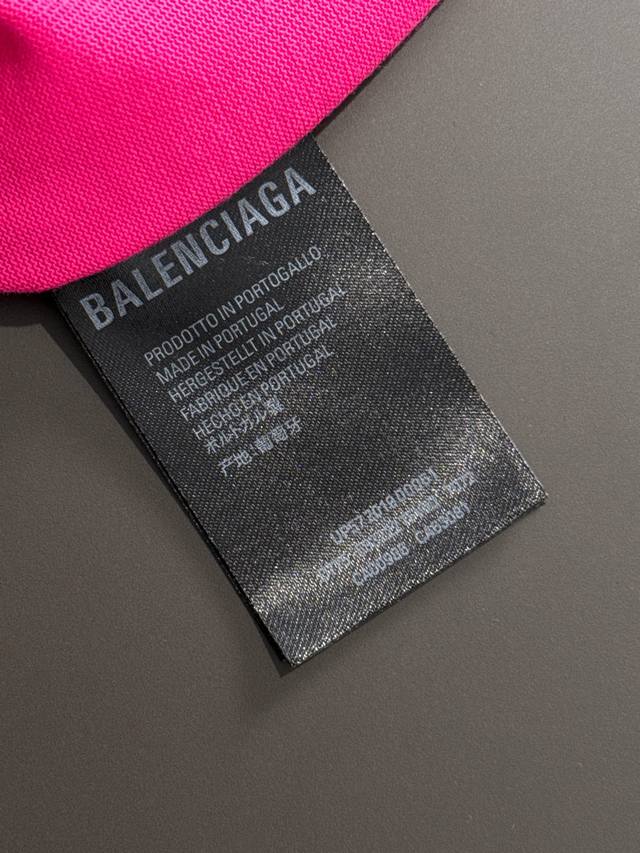 BALENCIAGA
PRODOTTO IN PORTOGALLO
MADE IN PORTUGAL
HERGESTELLT IN PORTUGAL
FABRIQUE EN PORTUGAL
HECHO EN PORTUGAL
ポルトガル製
产地:葡萄牙